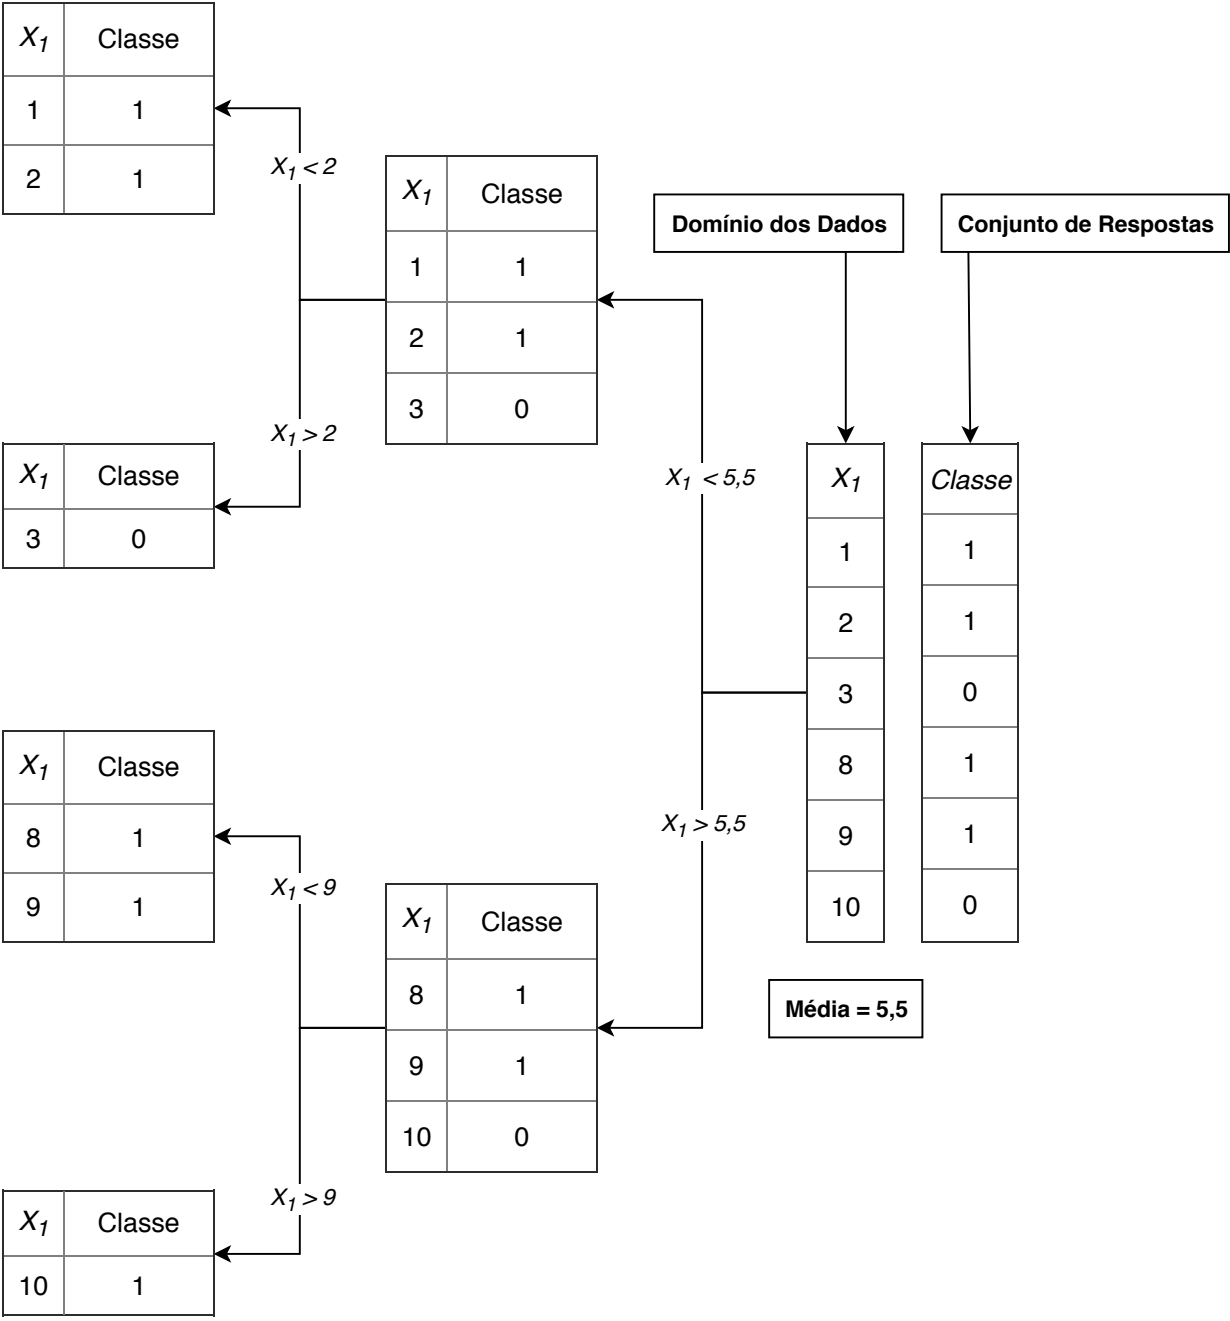 X1 Classe
1 1
2 1
X1 < 2
X1 > 2
X1 Classe
3 0
X1 Classe
1 1
2 1
3 0
Domínio dos Dados
Conjunto de Respostas
X1 < 5,5
X1 > 5,5
X1 Classe
1 1
2 1
3 0
8 1
9 1
10 0
Média = 5,5
X1 Classe
8 1
9 1
X1 < 9
X1 > 9
X1 Classe
8 1
9 1
10 0
X1 Classe
10 1